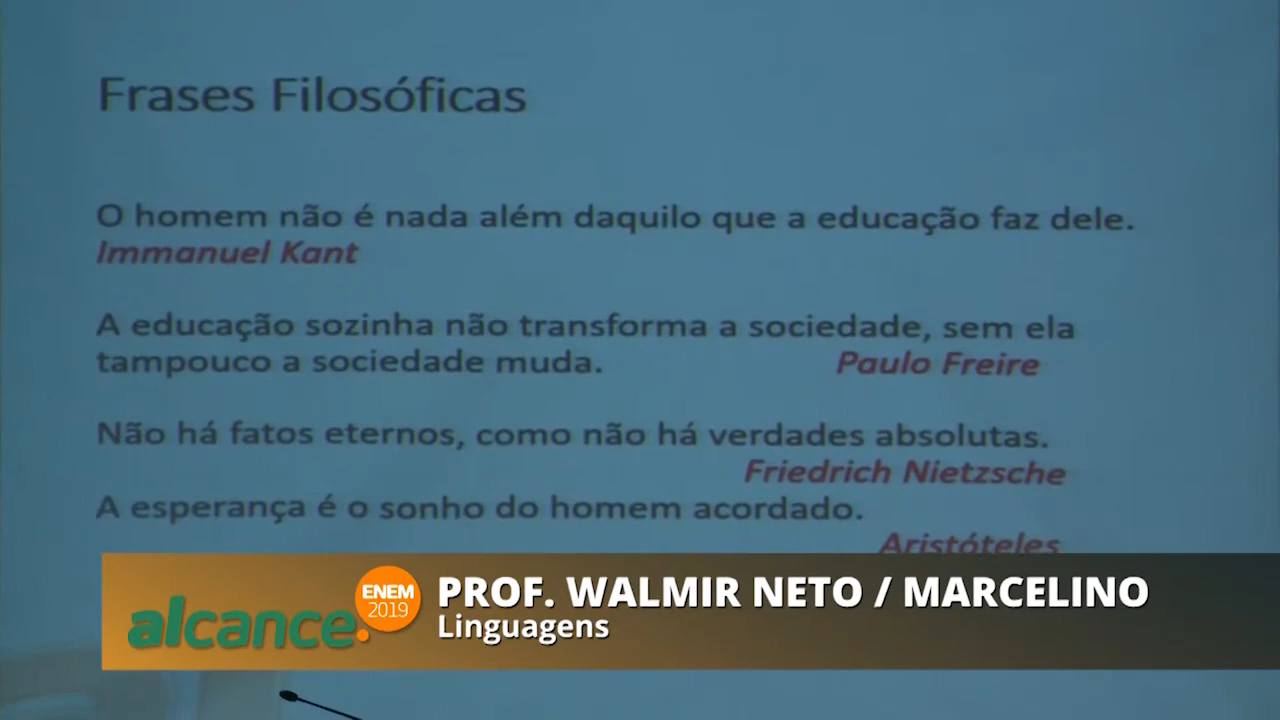 Frases Filosóficas
O homem não é nada além daquilo que a educação faz dele.
Immanuel Kant
A educação sozinha não transforma a sociedade, sem ela
tampouco a sociedade muda.
Paulo Freire
Não há fatos eternos, como não há verdades absolutas.
Friedrich Nietzsche
A esperança é o sonho do homem acordado.
Aristóteles
alcance.
ENEM
2019
PROF. WALMIR NETO / MARCELINO
Linguagens